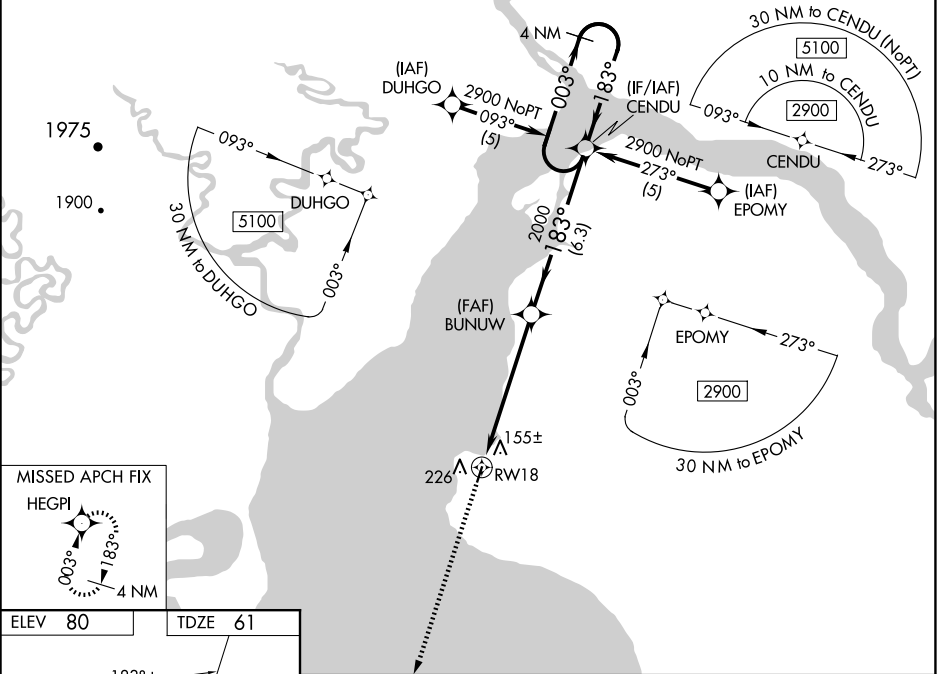 30 NM to CENDU (NoPT)
5100
10 NM to CENDU
2900
093°
CENDU
273°
4 NM
003°
183°
(IF/IAF)
CENDU
(IAF)
DUHGO
2900 NoPT
093°
(5)
2900 NoPT
273°
(5)
(IAF)
EPOMY
1975
1900
093°
DUHGO
5100
003°
30 NM to DUHGO
2000
183°
(6.3)
(FAF)
BUNUW
EPOMY
273°
003°
2900
30 NM to EPOMY
155±
226
RW18
MISSED APCH FIX
HEGPI
003°
183°
4 NM
ELEV 80
TDZE 61